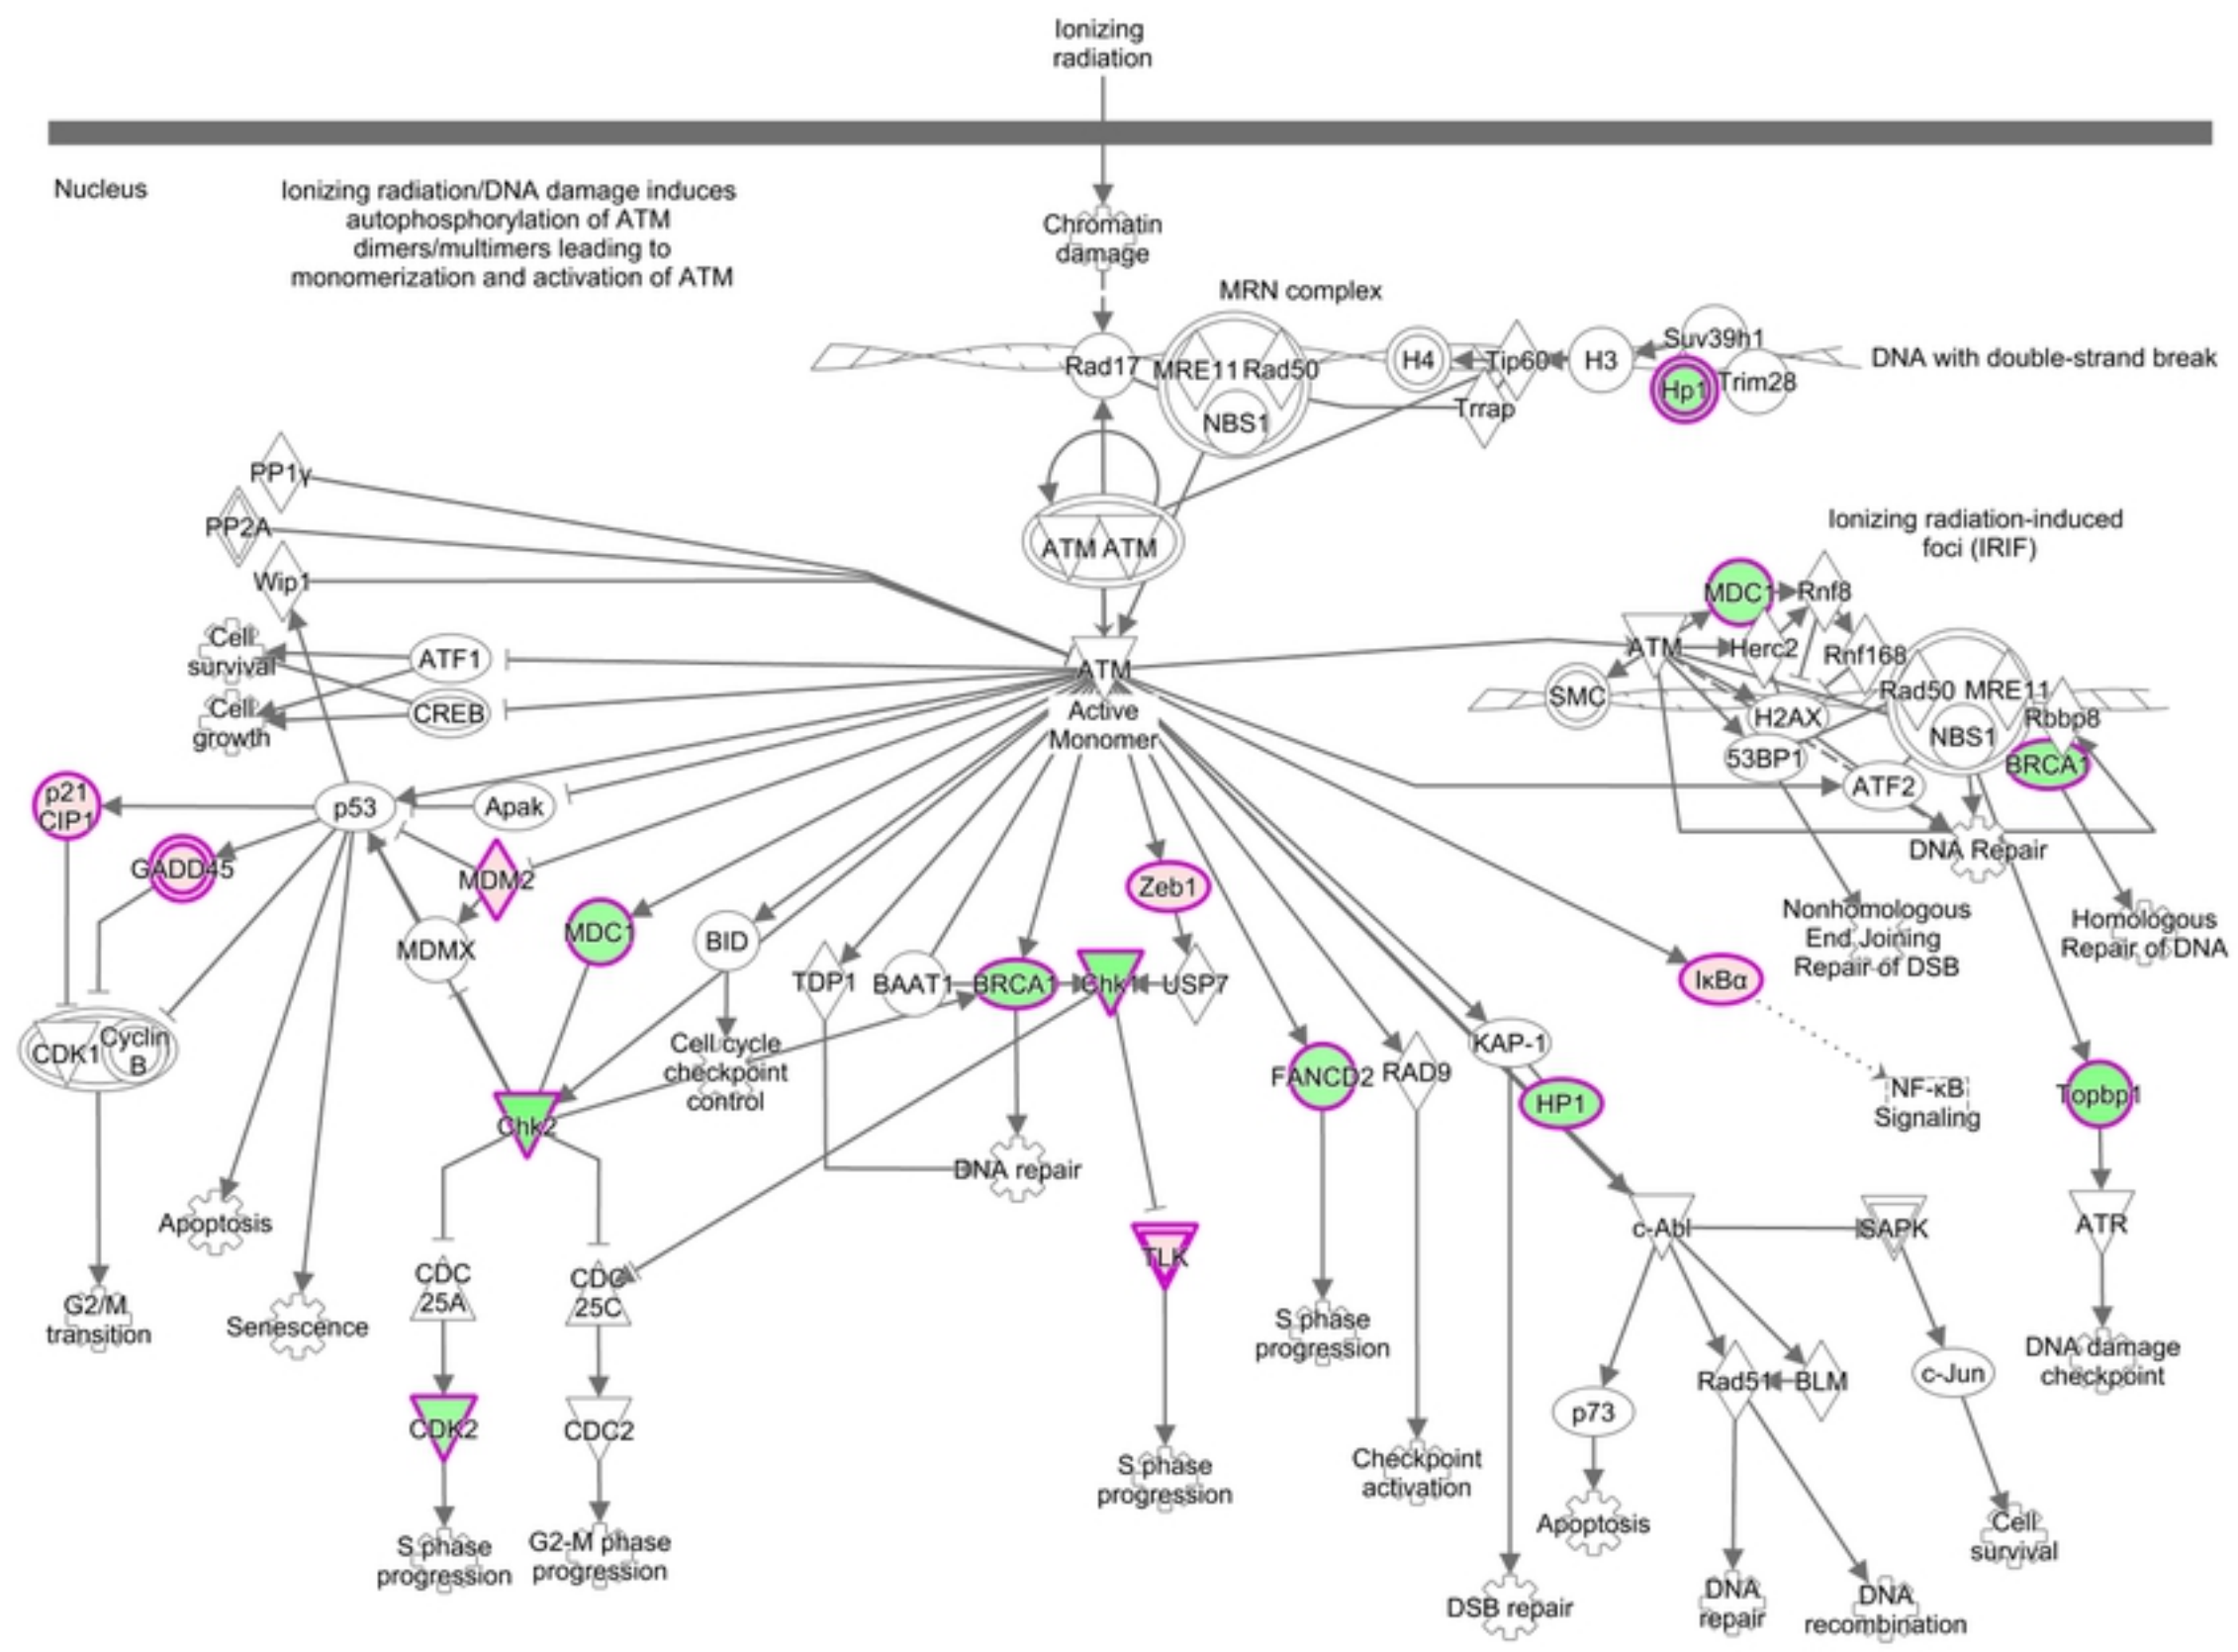 Ionizing
radiation
Nucleus
Ionizing radiation/DNA damage induces
autophosphorylation of ATM
dimers/multimers leading to
monomerization and activation of ATM
Chromatin
damage
MRN complex
Rad17
MRE11 Rad50
NBS1
H4
Tip60
Trrap
H3
Suv39h1
Hp1
Trim28
DNA with double-strand break
PP1γ
PP2A
Wip1
ATM ATM
Ionizing radiation-induced
foci (IRIF)
Cell
survival
Cell
growth
ATF1
CREB
ATM
Active
Monomer
MDC1
Rnf8
ATM
Herc2
Rnf168
SMC
H2AX
53BP1
Rad50 MRE11
NBS1
Rbbp8
BRCA1
ATF2
DNA Repair
p21
CIP1
p53
Apak
GADD45
MDM2
MDMX
MDC1
BID
TDP1
BAAT1
BRCA1
Chk1
USP7
Zeb1
IκBα
Nonhomologous
End Joining
Repair of DSB
Homologous
Repair of DNA
CDK1
Cyclin
B
Cell cycle
checkpoint
control
Chk2
FANCD2
RAD9
KAP-1
HP1
NF-κB
Signaling
Topbp1
DNA repair
Apoptosis
Senescence
G2/M
transition
CDC
25A
CDC
25C
TLK
c-Abl
SAPK
ATR
S phase
progression
DNA damage
checkpoint
CDK2
CDC2
p73
Rad51
BLM
c-Jun
S phase
progression
G2-M phase
progression
S phase
progression
Checkpoint
activation
Apoptosis
DSB repair
DNA
repair
DNA
recombination
Cell
survival